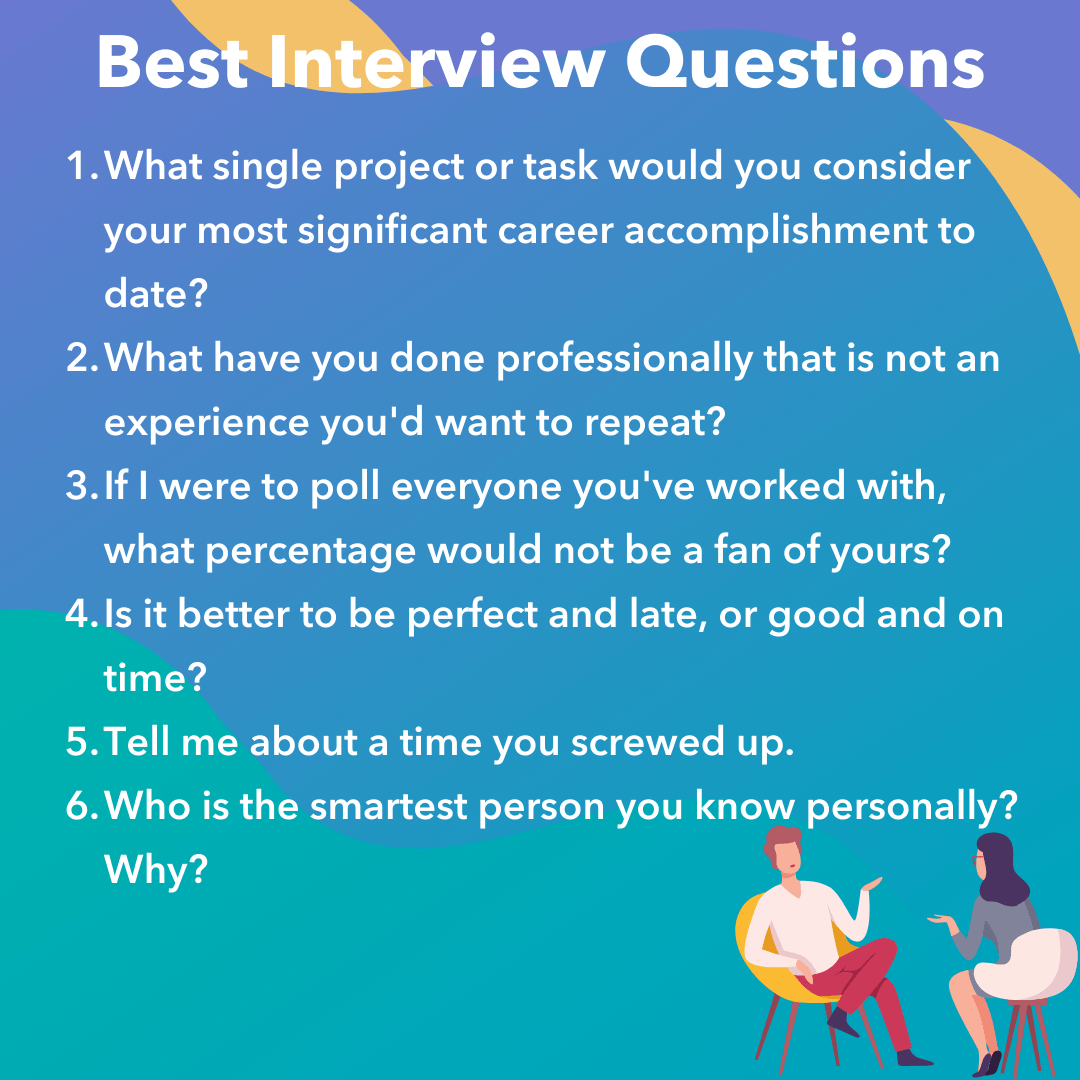 Best Interview Questions
1. What single project or task would you consider
your most significant career accomplishment to
date?
2. What have you done professionally that is not an
experience you'd want to repeat?
3. If I were to poll everyone you've worked with,
what percentage would not be a fan of yours?
4. Is it better to be perfect and late, or good and on
time?
5. Tell me about a time you screwed up.
6. Who is the smartest person you know personally?
Why?